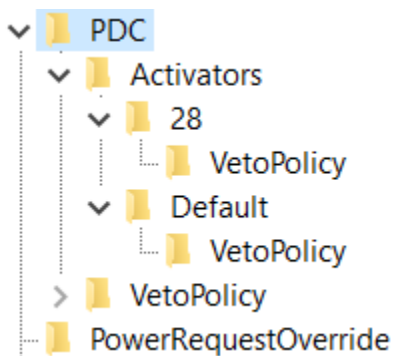 PDC
Activators
28
VetoPolicy
Default
VetoPolicy
VetoPolicy
PowerRequestOverride